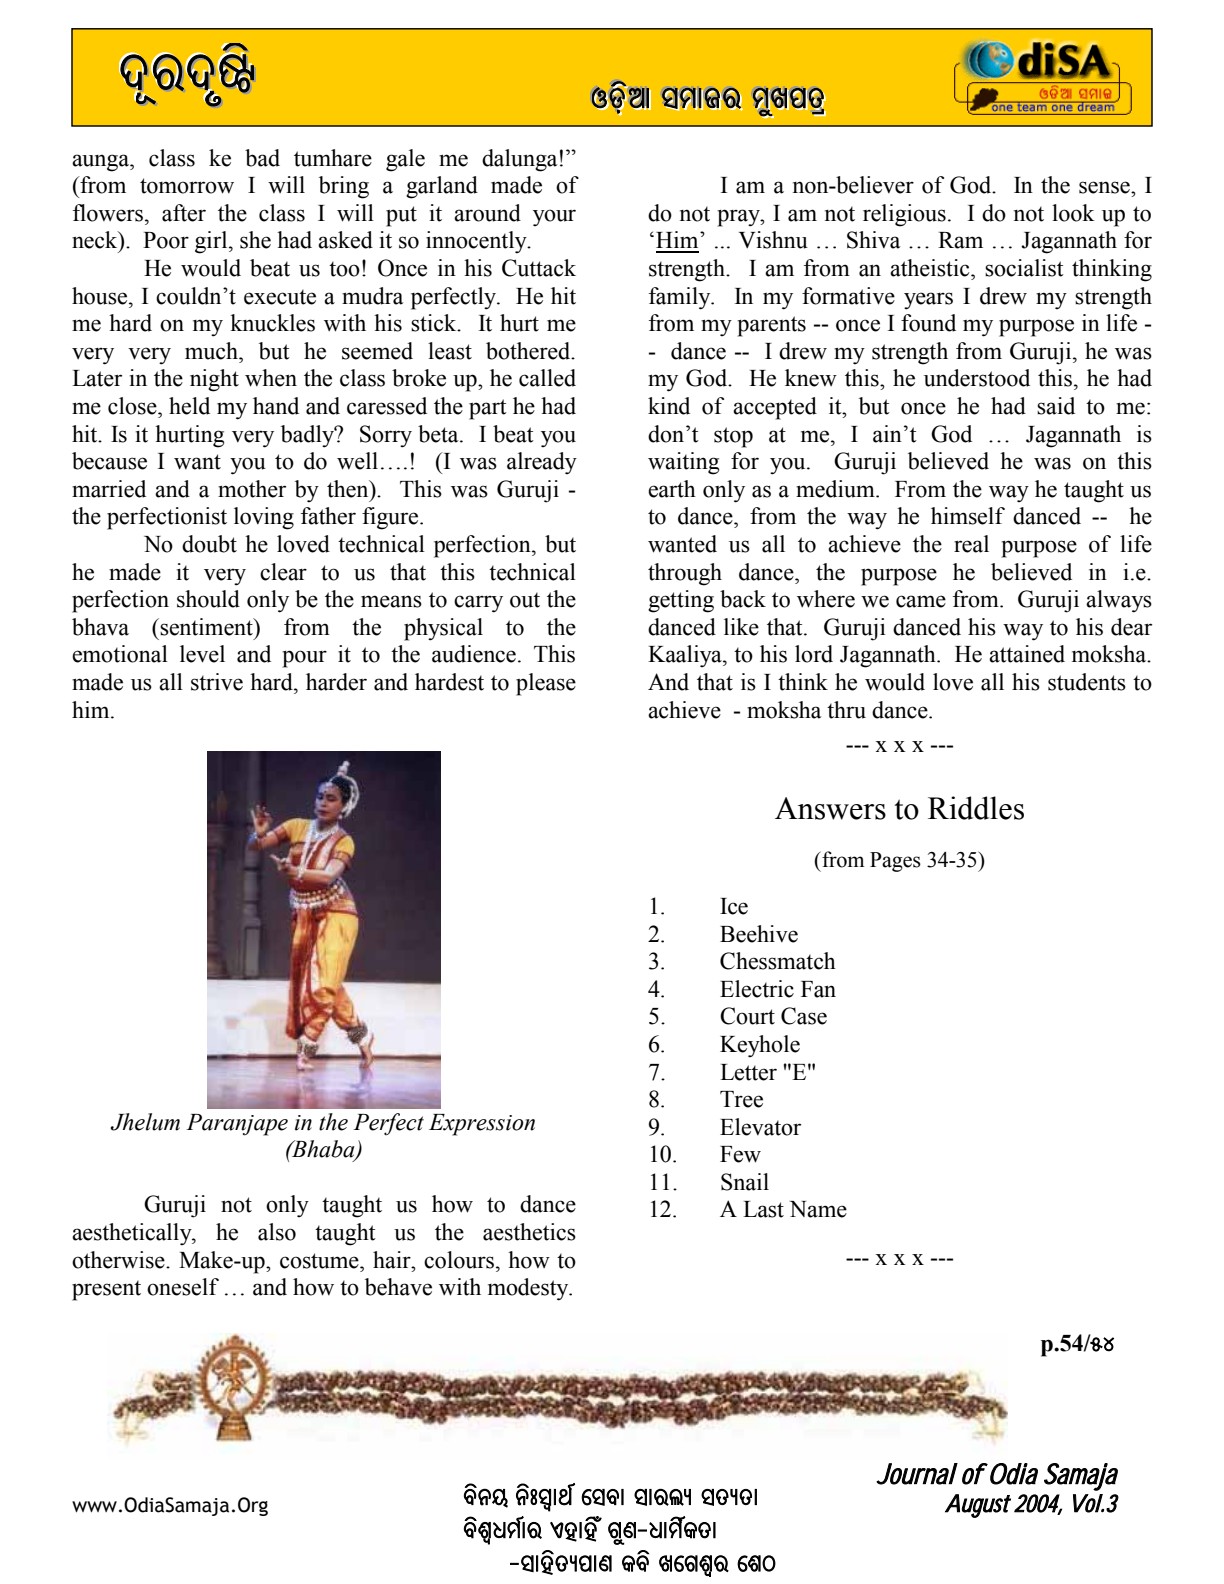 ଦୂରଦୃଷ୍ଟି
ଓଡ଼ିଆ ସମାଜର ମୁଖପତ୍ର
OdiSA
ଓଡିଆ ସମାଜ
one team one dream
aunga, class ke bad tumhare gale me dalunga!”
(from tomorrow I will bring a garland made of
flowers, after the class I will put it around your
neck). Poor girl, she had asked it so innocently.
He would beat us too! Once in his Cuttack
house, I couldn’t execute a mudra perfectly. He hit
me hard on my knuckles with his stick. It hurt me
very very much, but he seemed least bothered.
Later in the night when the class broke up, he called
me close, held my hand and caressed the part he had
hit. Is it hurting very badly? Sorry beta. I beat you
because I want you to do well….! (I was already
married and a mother by then). This was Guruji -
the perfectionist loving father figure.
No doubt he loved technical perfection, but
he made it very clear to us that this technical
perfection should only be the means to carry out the
bhava (sentiment) from the physical to the
emotional level and pour it to the audience. This
made us all strive hard, harder and hardest to please
him.
Jhelum Paranjape in the Perfect Expression
(Bhaba)
Guruji not only taught us how to dance
aesthetically, he also taught us the aesthetics
otherwise. Make-up, costume, hair, colours, how to
present oneself … and how to behave with modesty.
I am a non-believer of God. In the sense, I
do not pray, I am not religious. I do not look up to
‘Him’ ... Vishnu … Shiva … Ram … Jagannath for
strength. I am from an atheistic, socialist thinking
family. In my formative years I drew my strength
from my parents -- once I found my purpose in life -
- dance -- I drew my strength from Guruji, he was
my God. He knew this, he understood this, he had
kind of accepted it, but once he had said to me:
don’t stop at me, I ain’t God … Jagannath is
waiting for you. Guruji believed he was on this
earth only as a medium. From the way he taught us
to dance, from the way he himself danced -- he
wanted us all to achieve the real purpose of life
through dance, the purpose he believed in i.e.
getting back to where we came from. Guruji always
danced like that. Guruji danced his way to his dear
Kaaliya, to his lord Jagannath. He attained moksha.
And that is I think he would love all his students to
achieve - moksha thru dance.
--- x x x ---
Answers to Riddles
(from Pages 34-35)
1. Ice
2. Beehive
3. Chessmatch
4. Electric Fan
5. Court Case
6. Keyhole
7. Letter "E"
8. Tree
9. Elevator
10. Few
11. Snail
12. A Last Name
--- x x x ---
p.54/୫୪
www.OdiaSamaja.Org
ବିନୟ ନିଃସ୍ୱାର୍ଥ ସେବା ସାରଲ୍ୟ ସତ୍ୟତା
ବିଶ୍ୱଧର୍ମାର ଏହାହିଁ ଗୁଣ-ଧାର୍ମିକତା
-ସାହିତ୍ୟପାଣ କବି ଖଗେଶ୍ୱର ଶେଠ
Journal of Odia Samaja
August 2004, Vol.3